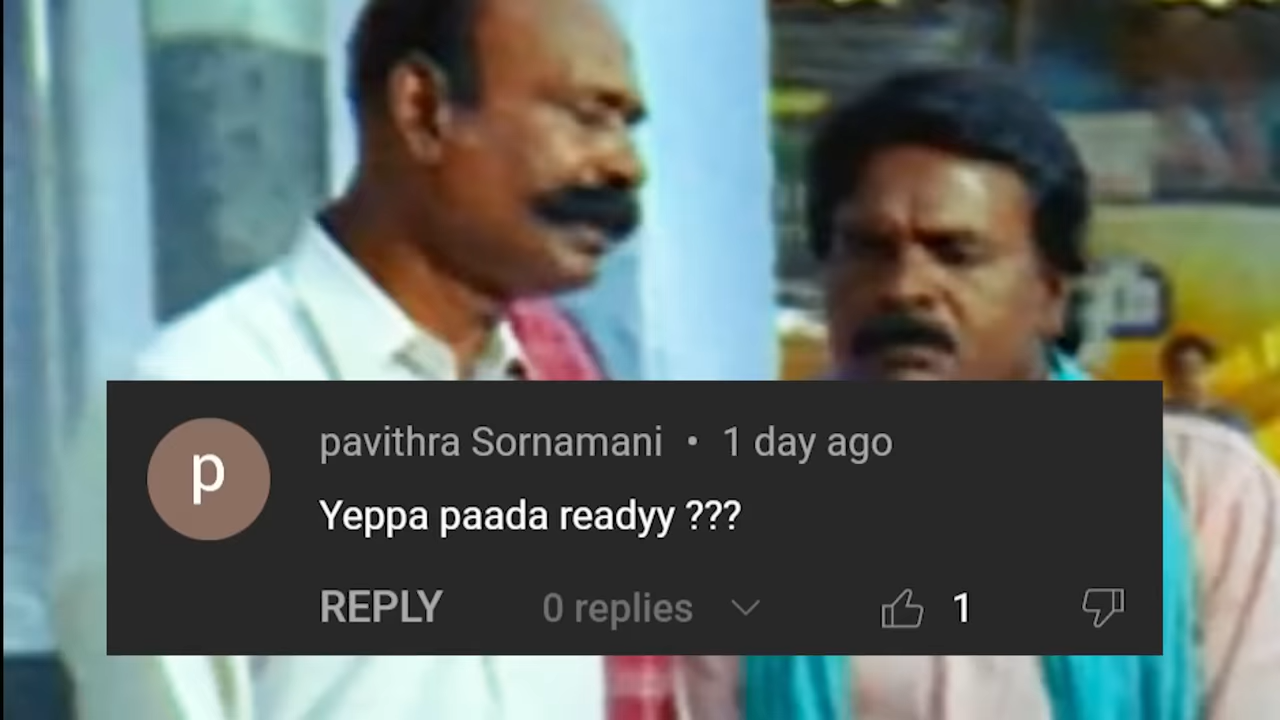 pavithra Sornamani • 1 day ago
Yeppa paada readyy ???
REPLY 0 replies 1